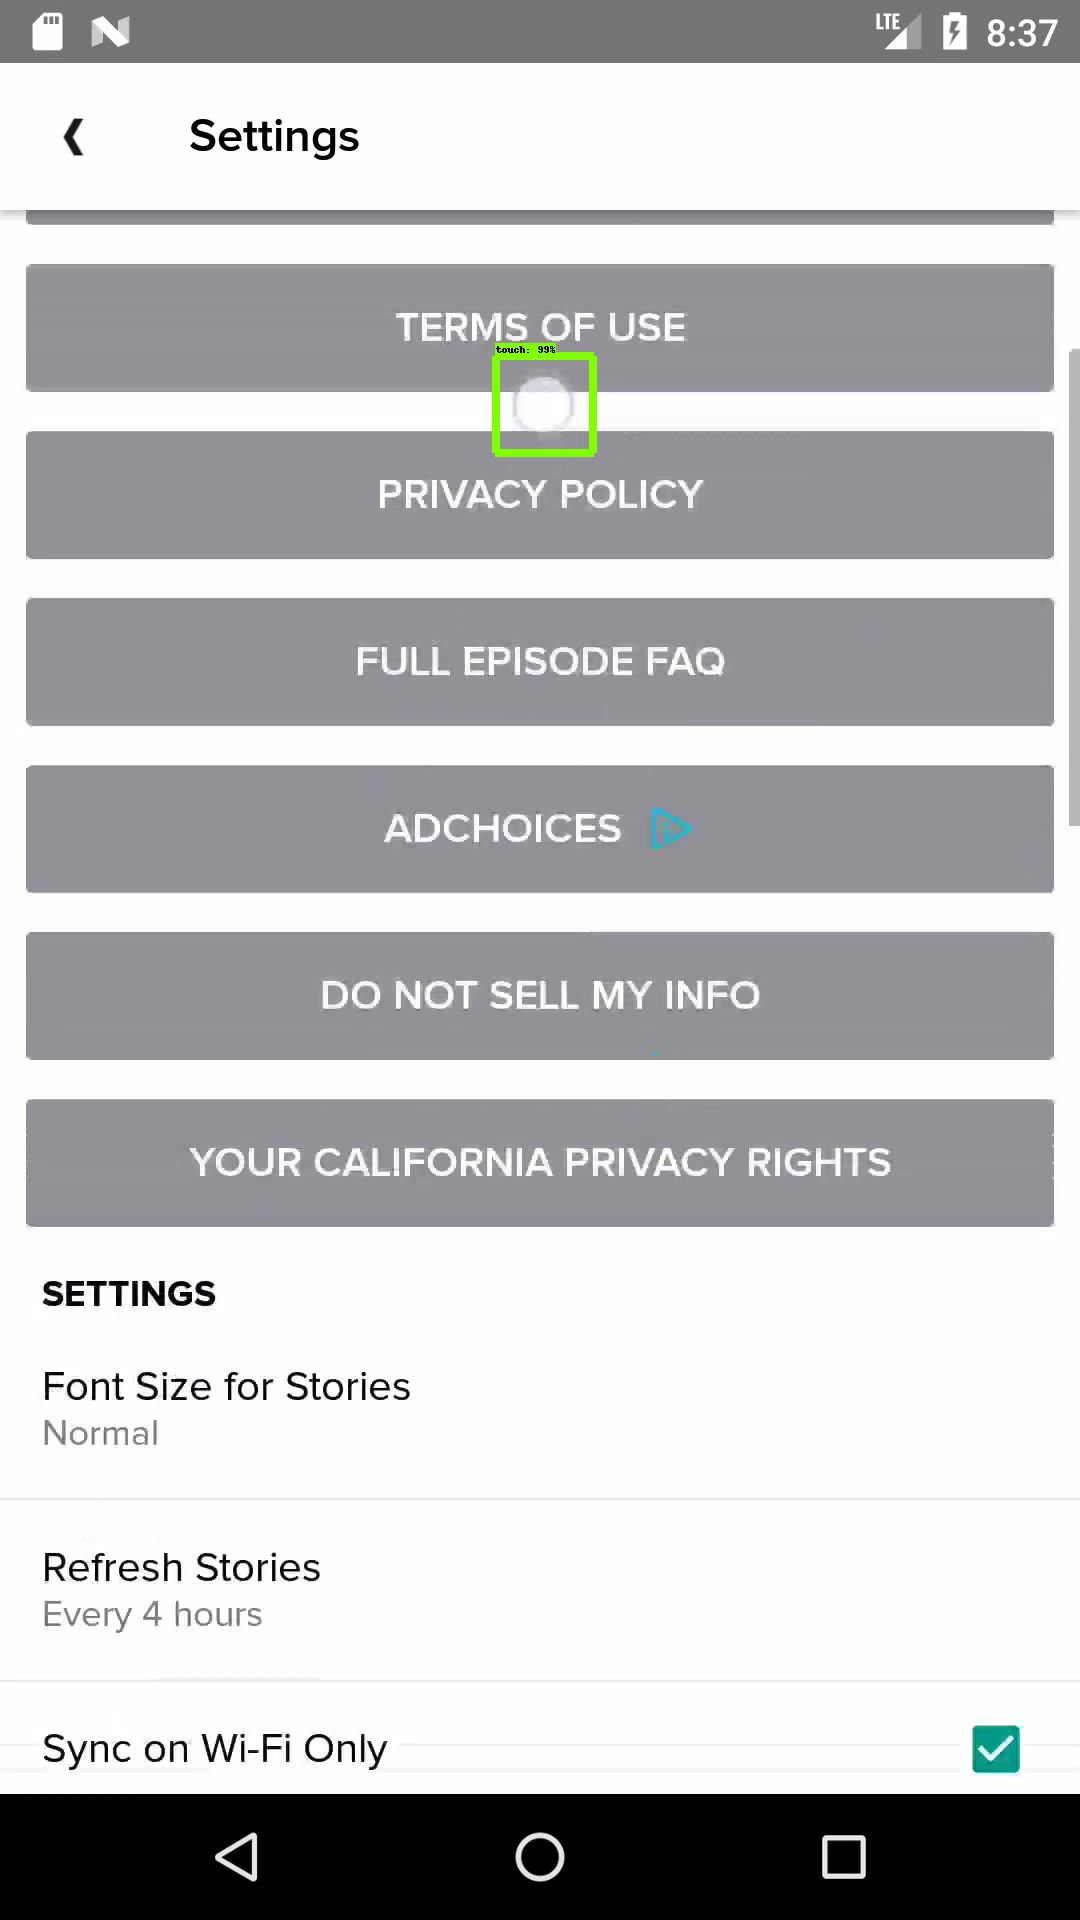 LTE 8:37
Settings
TERMS OF USE
touch: 99%
PRIVACY POLICY
FULL EPISODE FAQ
ADCHOICES
DO NOT SELL MY INFO
YOUR CALIFORNIA PRIVACY RIGHTS
SETTINGS
Font Size for Stories
Normal
Refresh Stories
Every 4 hours
Sync on Wi-Fi Only